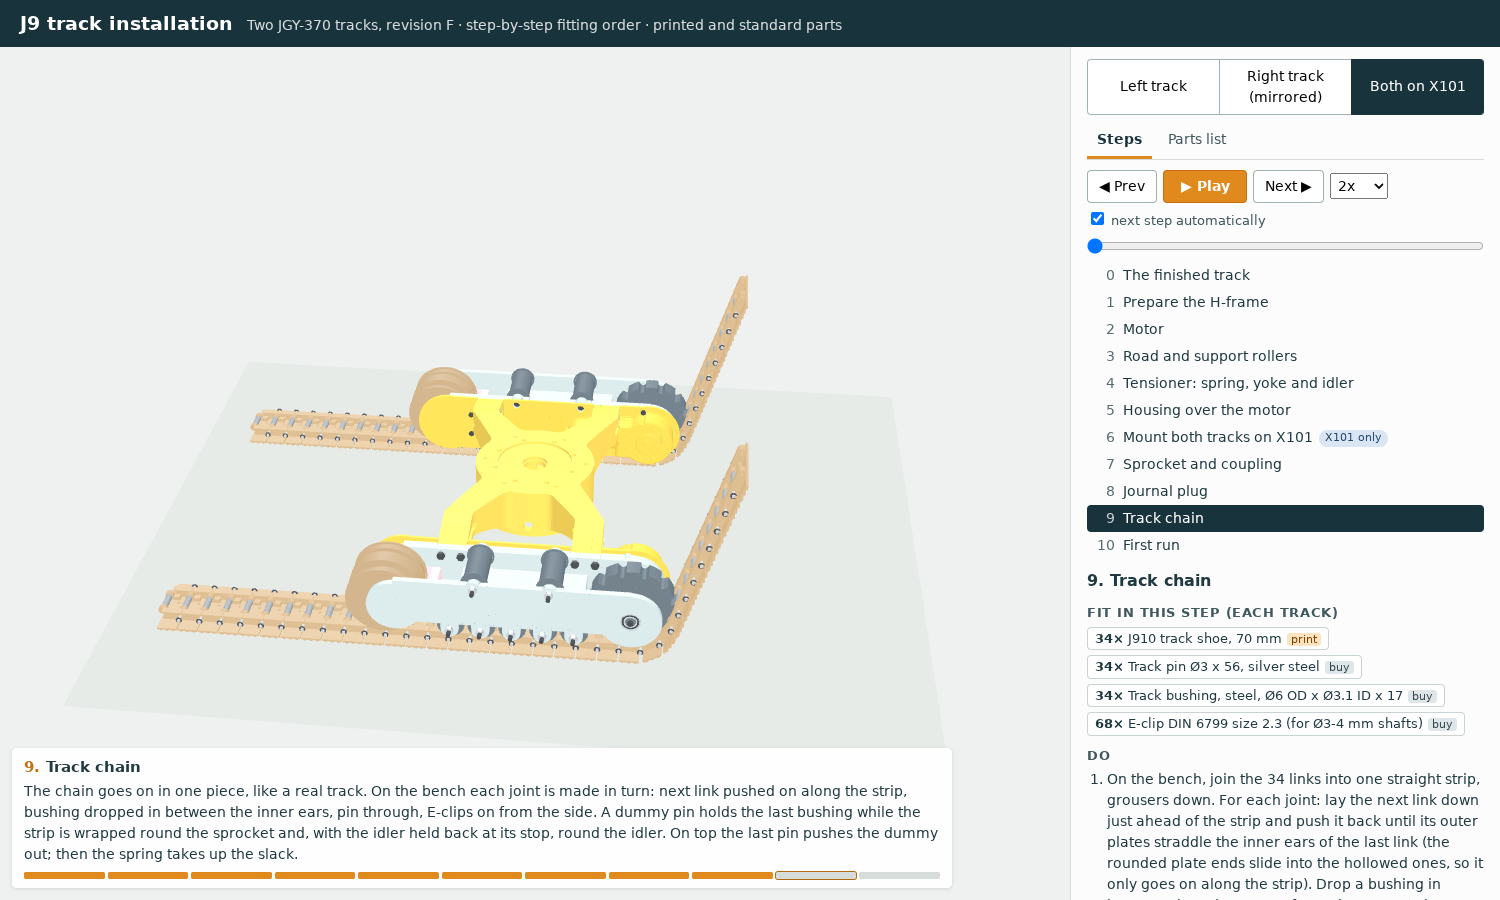 J9 track installation
Two JGY-370 tracks, revision F · step-by-step fitting order · printed and standard parts
Left track
Right track
(mirrored)
Both on X101
Steps
Parts list
◀ Prev
▶ Play
Next ▶
2x
next step automatically
0 The finished track
1 Prepare the H-frame
2 Motor
3 Road and support rollers
4 Tensioner: spring, yoke and idler
5 Housing over the motor
6 Mount both tracks on X101 X101 only
7 Sprocket and coupling
8 Journal plug
9 Track chain
10 First run
9. Track chain
FIT IN THIS STEP (EACH TRACK)
34× J910 track shoe, 70 mm print
34× Track pin Ø3 x 56, silver steel buy
34× Track bushing, steel, Ø6 OD x Ø3.1 ID x 17 buy
68× E-clip DIN 6799 size 2.3 (for Ø3-4 mm shafts) buy
DO
1. On the bench, join the 34 links into one straight strip,
grousers down. For each joint: lay the next link down
just ahead of the strip and push it back until its outer
plates straddle the inner ears of the last link (the
rounded plate ends slide into the hollowed ones, so it
only goes on along the strip). Drop a bushing in
9. Track chain
The chain goes on in one piece, like a real track. On the bench each joint is made in turn: next link pushed on along the strip,
bushing dropped in between the inner ears, pin through, E-clips on from the side. A dummy pin holds the last bushing while the
strip is wrapped round the sprocket and, with the idler held back at its stop, round the idler. On top the last pin pushes the dummy
out; then the spring takes up the slack.